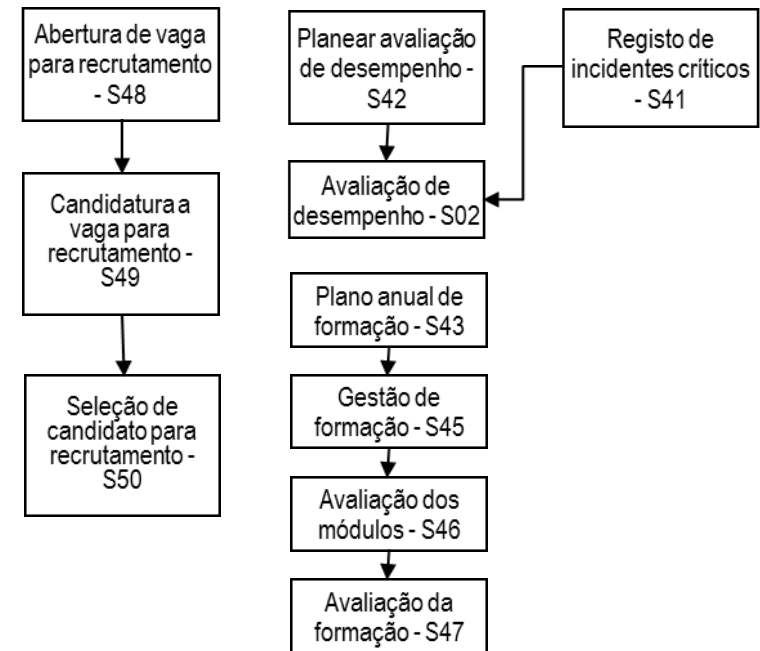 Abertura de vaga
para recrutamento
- S48
Candidatura a
vaga para
recrutamento -
S49
Seleção de
candidato para
recrutamento -
S50
Planear avaliação
de desempenho -
S42
Avaliação de
desempenho - S02
Registo de
incidentes críticos
- S41
Plano anual de
formação - S43
Gestão de
formação - S45
Avaliação dos
módulos - S46
Avaliação da
formação - S47